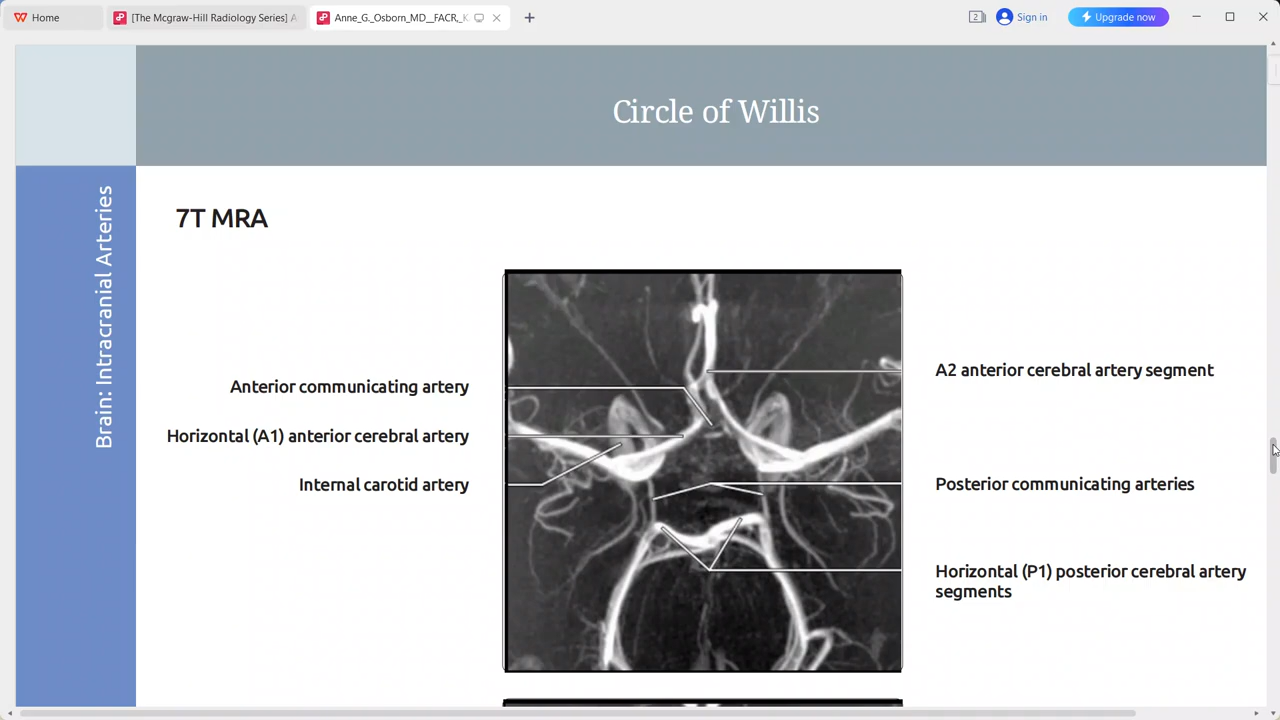 Home
[The Mcgraw-Hill Radiology Series] A
Anne_G._Osborn_MD__FACR,_K
2
Sign in
Upgrade now
Circle of Willis
Brain: Intracranial Arteries
7T MRA
Anterior communicating artery
Horizontal (A1) anterior cerebral artery
Internal carotid artery
A2 anterior cerebral artery segment
Posterior communicating arteries
Horizontal (P1) posterior cerebral artery
segments